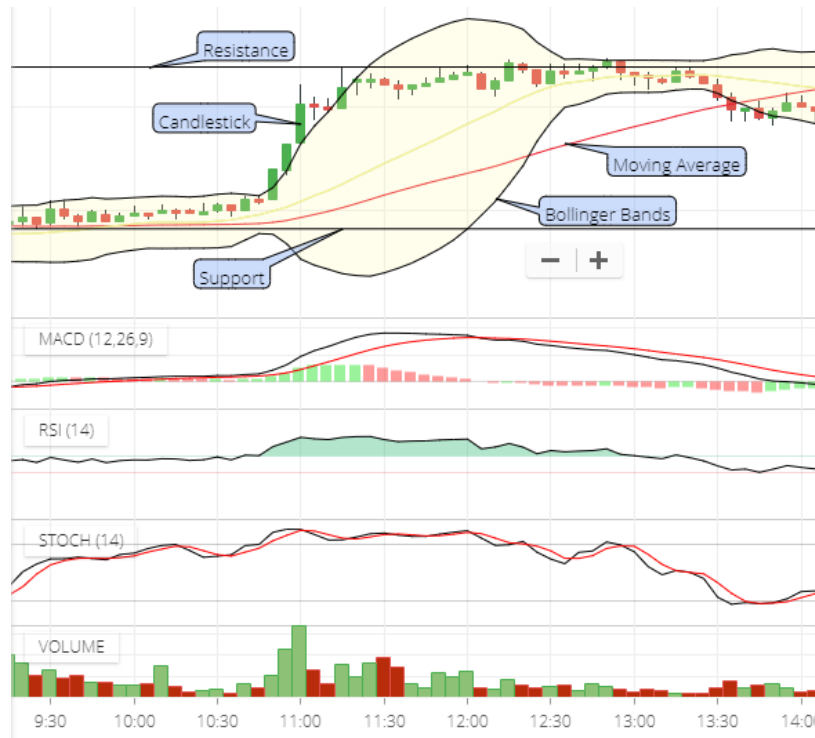 Resistance
Candlestick
Moving Average
Bollinger Bands
Support
MACD (12,26,9)
RSI (14)
STOCH (14)
VOLUME
9:30 10:00 10:30 11:00 11:30 12:00 12:30 13:00 13:30 14:00